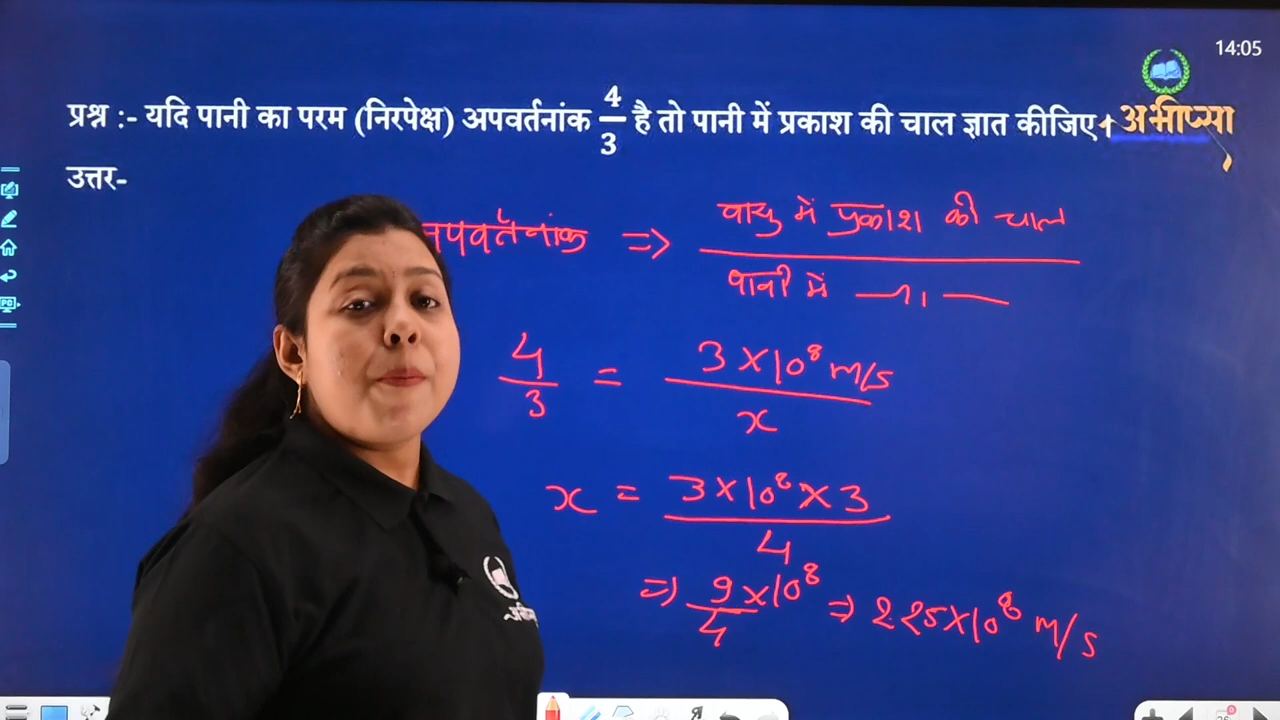 14:05
अभीप्सा
प्रश्न :- यदि पानी का परम (निरपेक्ष) अपवर्तनांक 4/3 है तो पानी में प्रकाश की चाल ज्ञात कीजिए।
उत्तर-
अपवर्तनांक => वायु में प्रकाश की चाल
पानी में —11—
4/3 = 3×10⁸ m/s / x
x = 3×10⁸×3 / 4
=> 9/4 ×10⁸ => 2.25×10⁸ m/s